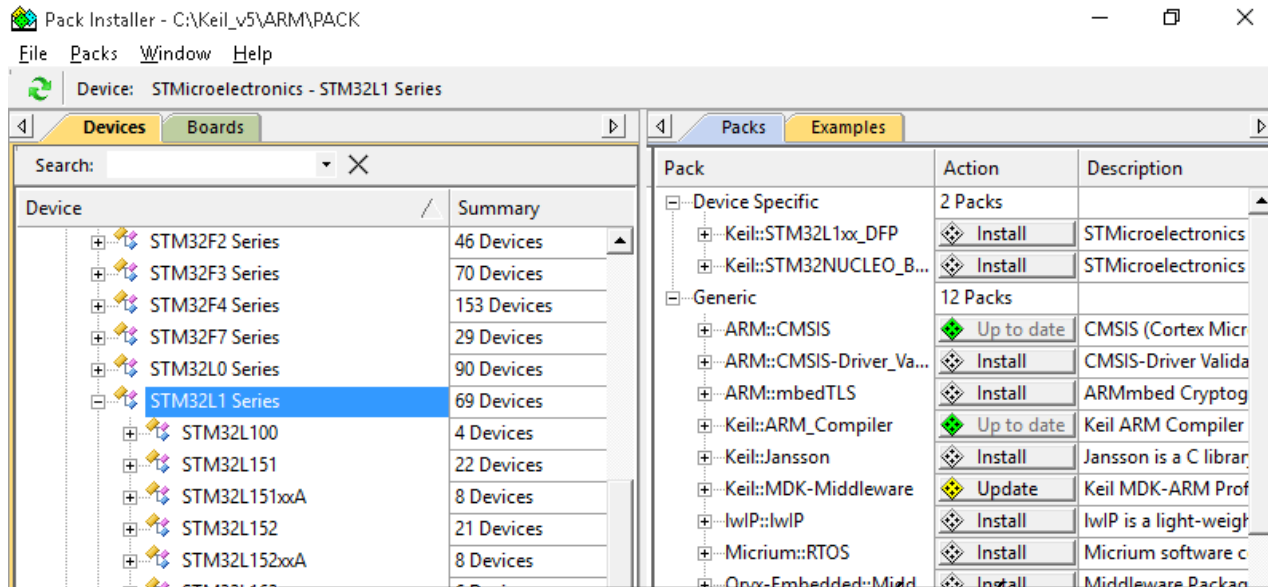 Pack Installer - C:\Keil_v5\ARM\PACK
File Packs Window Help
Device: STMicroelectronics - STM32L1 Series
Devices Boards
Search:
Device Summary
STM32F2 Series 46 Devices
STM32F3 Series 70 Devices
STM32F4 Series 153 Devices
STM32F7 Series 29 Devices
STM32L0 Series 90 Devices
STM32L1 Series 69 Devices
STM32L100 4 Devices
STM32L151 22 Devices
STM32L151xxA 8 Devices
STM32L152 21 Devices
STM32L152xxA 8 Devices
Packs Examples
Pack Action Description
Device Specific 2 Packs
Keil::STM32L1xx_DFP Install STMicroelectronics
Keil::STM32NUCLEO_B... Install STMicroelectronics
Generic 12 Packs
ARM::CMSIS Up to date CMSIS (Cortex Micr
ARM::CMSIS-Driver_Va... Install CMSIS-Driver Valida
ARM::mbedTLS Install ARMmbed Cryptog
Keil::ARM_Compiler Up to date Keil ARM Compiler
Keil::Jansson Install Jansson is a C librar
Keil::MDK-Middleware Update Keil MDK-ARM Prof
lwIP::lwIP Install lwIP is a light-weigh
Micrium::RTOS Install Micrium software c
Oryx-Embedded::Midd Install Middleware Packag